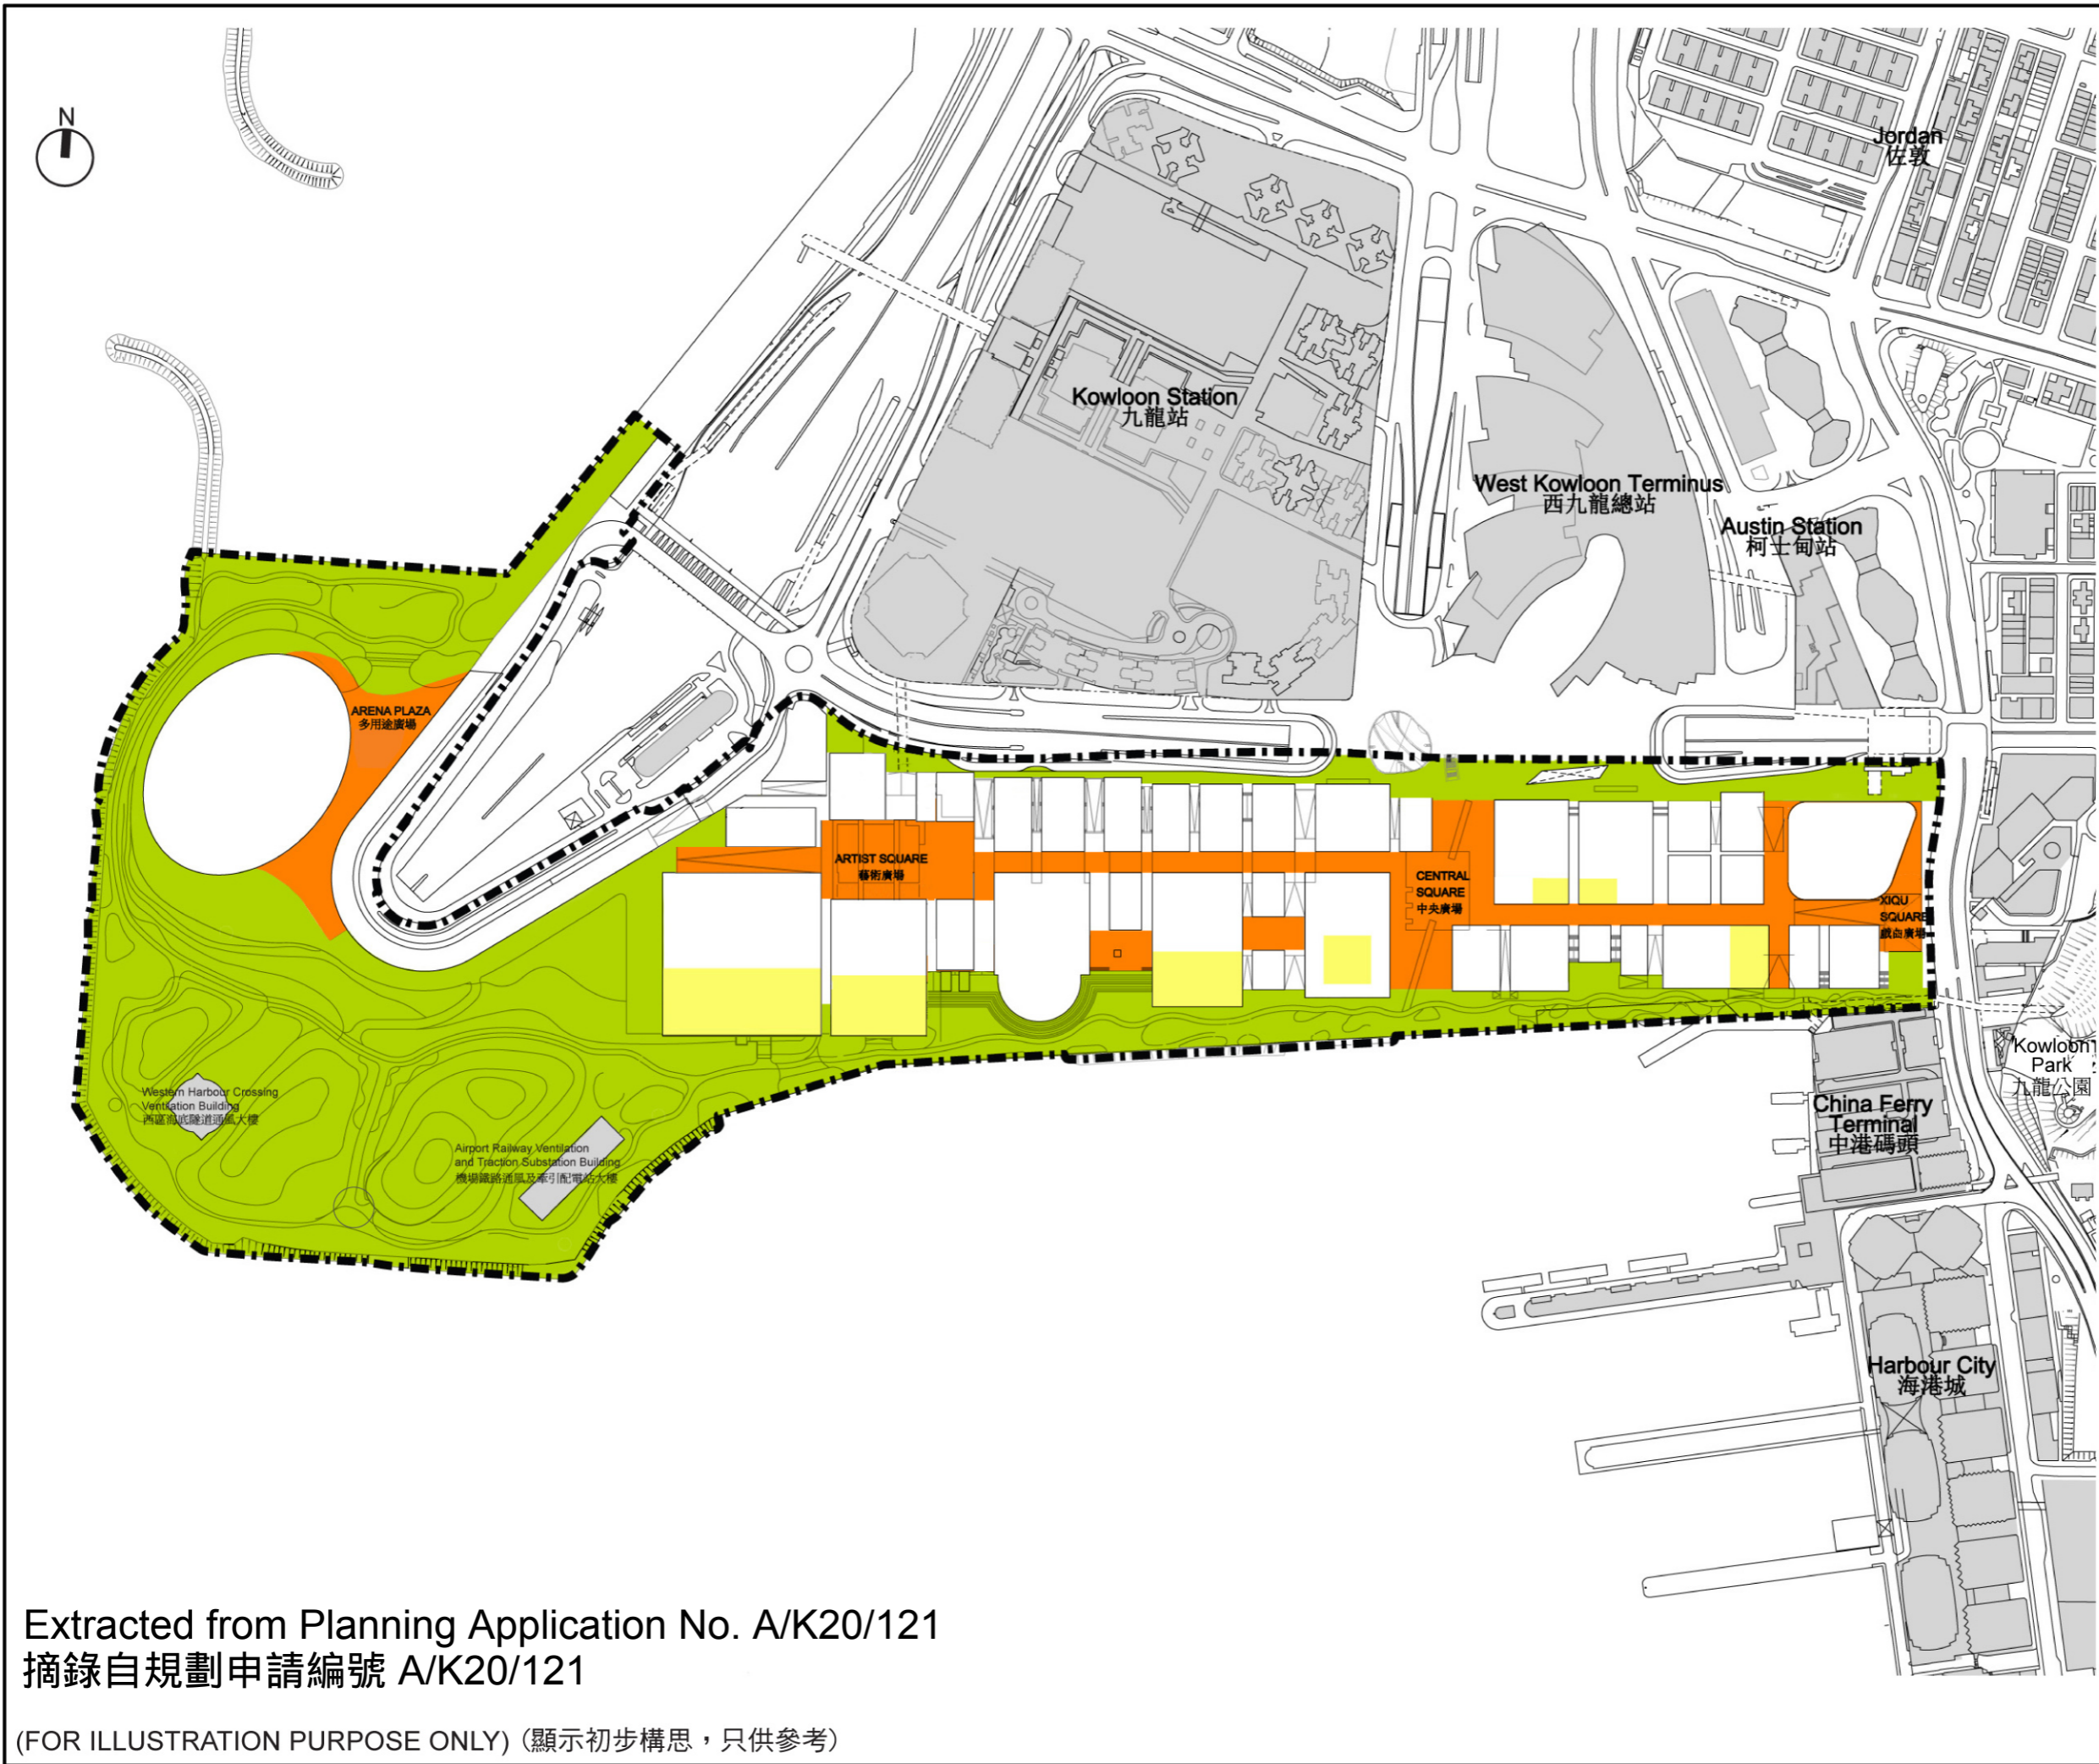 N
Jordan
佐敦
Kowloon Station
九龍站
West Kowloon Terminus
西九龍總站
Austin Station
柯士甸站
ARENA PLAZA
多用途廣場
ARTIST SQUARE
藝術廣場
CENTRAL
SQUARE
中央廣場
XIQU
SQUARE
戲曲廣場
Kowloon
Park
九龍公園
Western Harbour Crossing
Ventilation Building
西區海底隧道通風大樓
China Ferry
Terminal
中港碼頭
Airport Railway Ventilation
and Traction Substation Building
機場鐵路通風及牽引配電站大樓
Harbour City
海港城
Extracted from Planning Application No. A/K20/121
摘錄自規劃申請編號 A/K20/121
(FOR ILLUSTRATION PURPOSE ONLY) (顯示初步構思，只供參考)